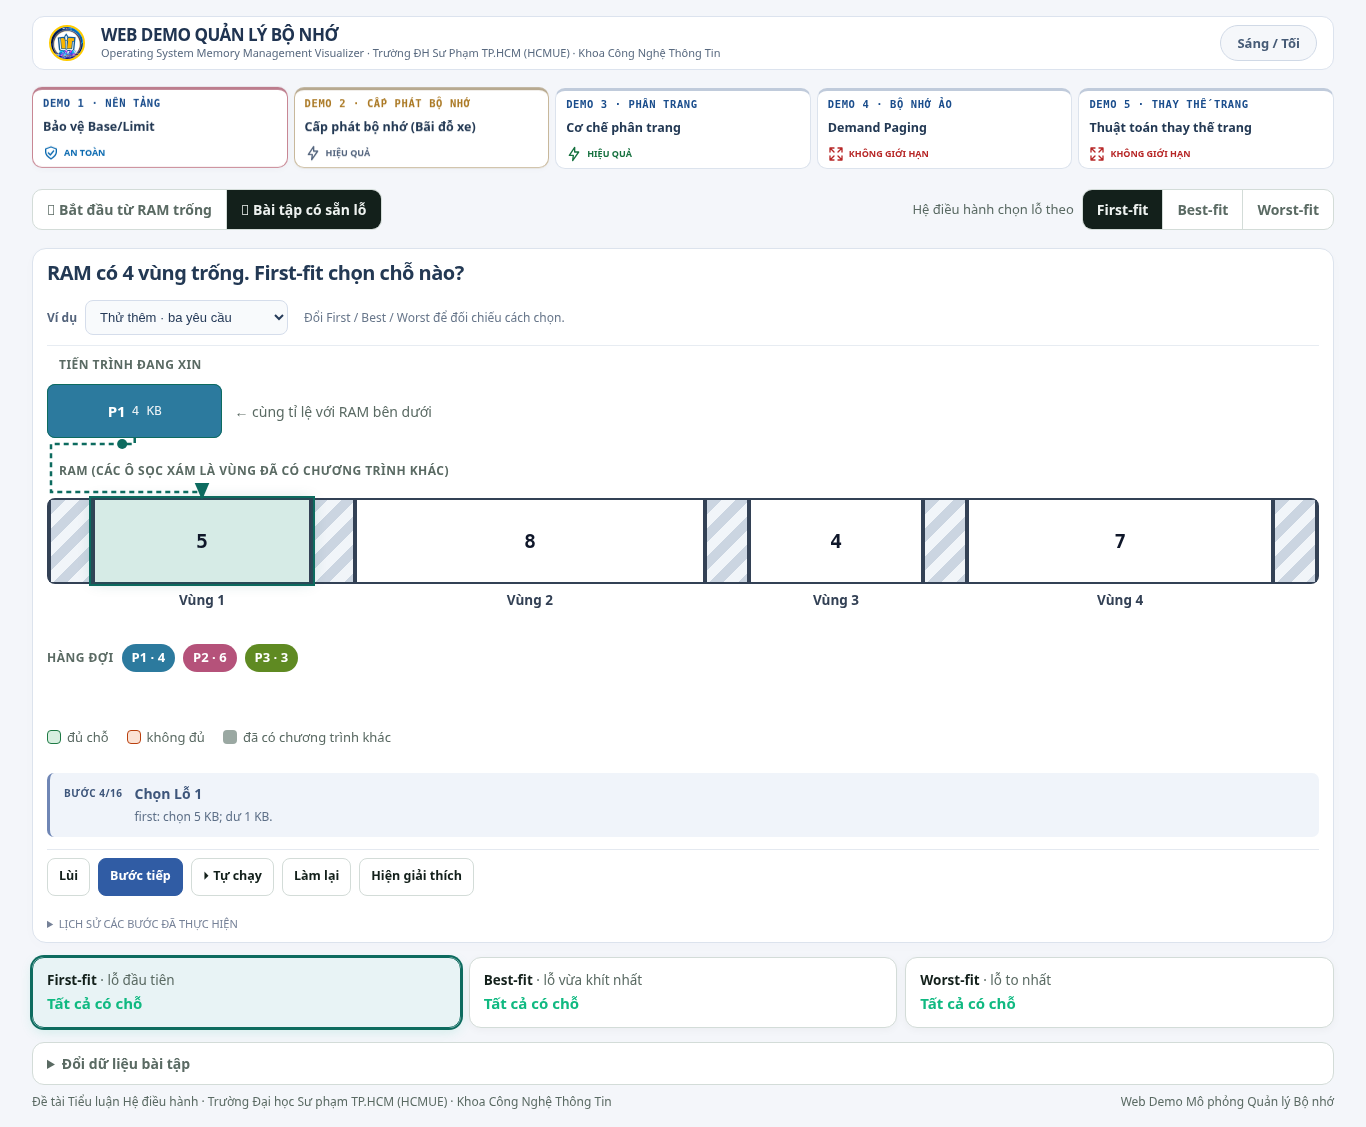 WEB DEMO QUẢN LÝ BỘ NHỚ
Operating System Memory Management Visualizer · Trường ĐH Sư Phạm TP.HCM (HCMUE) · Khoa Công Nghệ Thông Tin
Sáng / Tối
DEMO 1 · NỀN TẢNG
Bảo vệ Base/Limit
AN TOÀN
DEMO 2 · CẤP PHÁT BỘ NHỚ
Cấp phát bộ nhớ (Bãi đỗ xe)
HIỆU QUẢ
DEMO 3 · PHÂN TRANG
Cơ chế phân trang
HIỆU QUẢ
DEMO 4 · BỘ NHỚ ẢO
Demand Paging
KHÔNG GIỚI HẠN
DEMO 5 · THAY THẾ TRANG
Thuật toán thay thế trang
KHÔNG GIỚI HẠN
Bắt đầu từ RAM trống
Bài tập có sẵn lỗ
Hệ điều hành chọn lỗ theo
First-fit
Best-fit
Worst-fit
RAM có 4 vùng trống. First-fit chọn chỗ nào?
Ví dụ
Thử thêm · ba yêu cầu
Đổi First / Best / Worst để đối chiếu cách chọn.
TIẾN TRÌNH ĐANG XIN
P1 4 KB
← cùng tỉ lệ với RAM bên dưới
RAM (CÁC Ô SỌC XÁM LÀ VÙNG ĐÃ CÓ CHƯƠNG TRÌNH KHÁC)
5
8
4
7
Vùng 1
Vùng 2
Vùng 3
Vùng 4
HÀNG ĐỢI
P1 · 4
P2 · 6
P3 · 3
đủ chỗ
không đủ
đã có chương trình khác
BƯỚC 4/16
Chọn Lỗ 1
first: chọn 5 KB; dư 1 KB.
Lùi
Bước tiếp
Tự chạy
Làm lại
Hiện giải thích
LỊCH SỬ CÁC BƯỚC ĐÃ THỰC HIỆN
First-fit · lỗ đầu tiên
Tất cả có chỗ
Best-fit · lỗ vừa khít nhất
Tất cả có chỗ
Worst-fit · lỗ to nhất
Tất cả có chỗ
Đổi dữ liệu bài tập
Đề tài Tiểu luận Hệ điều hành · Trường Đại học Sư phạm TP.HCM (HCMUE) · Khoa Công Nghệ Thông Tin
Web Demo Mô phỏng Quản lý Bộ nhớ